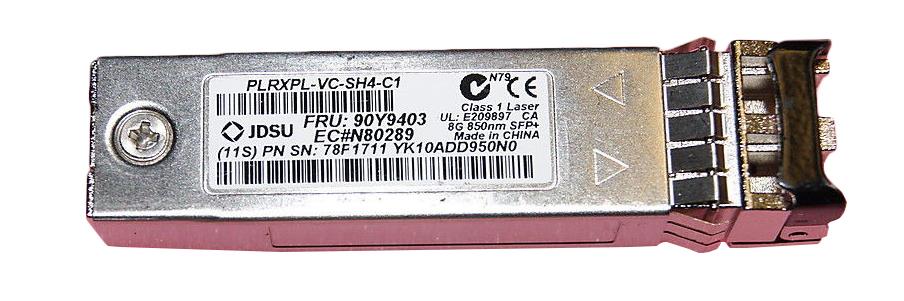 PLRXPL-VC-SH4-C1
N79
CE
Class 1 Laser
JDSU
FRU: 90Y9403
UL: E209897 CA
EC#N80289
8G 850nm SFP+
Made in CHINA
(11S) PN SN: 78F1711 YK10ADD950N0